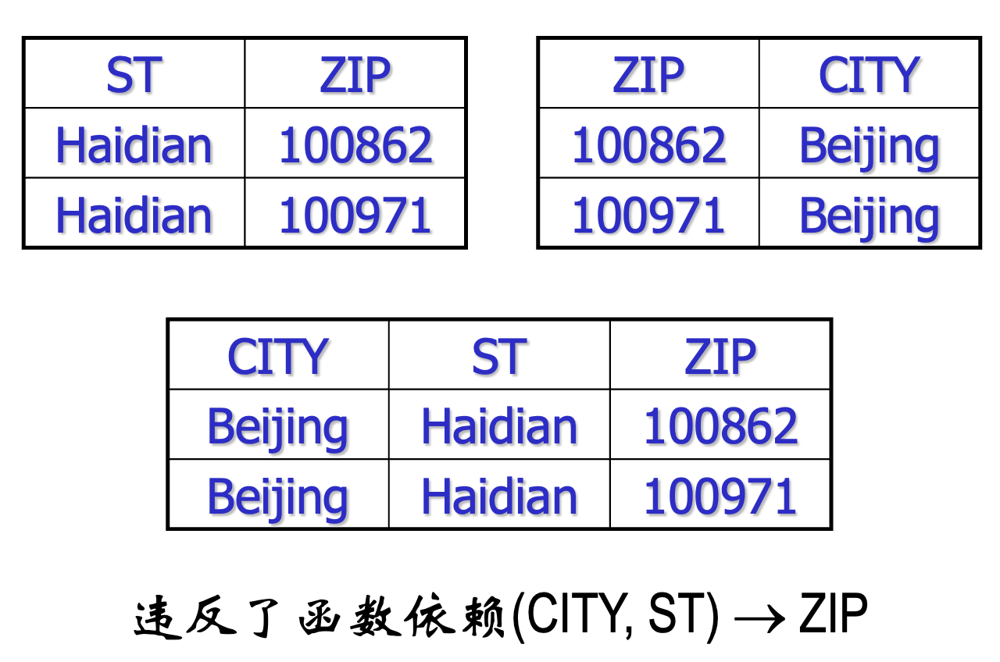 ST ZIP ZIP CITY
Haidian 100862 100862 Beijing
Haidian 100971 100971 Beijing
CITY ST ZIP
Beijing Haidian 100862
Beijing Haidian 100971
违反了函数依赖(CITY, ST) → ZIP